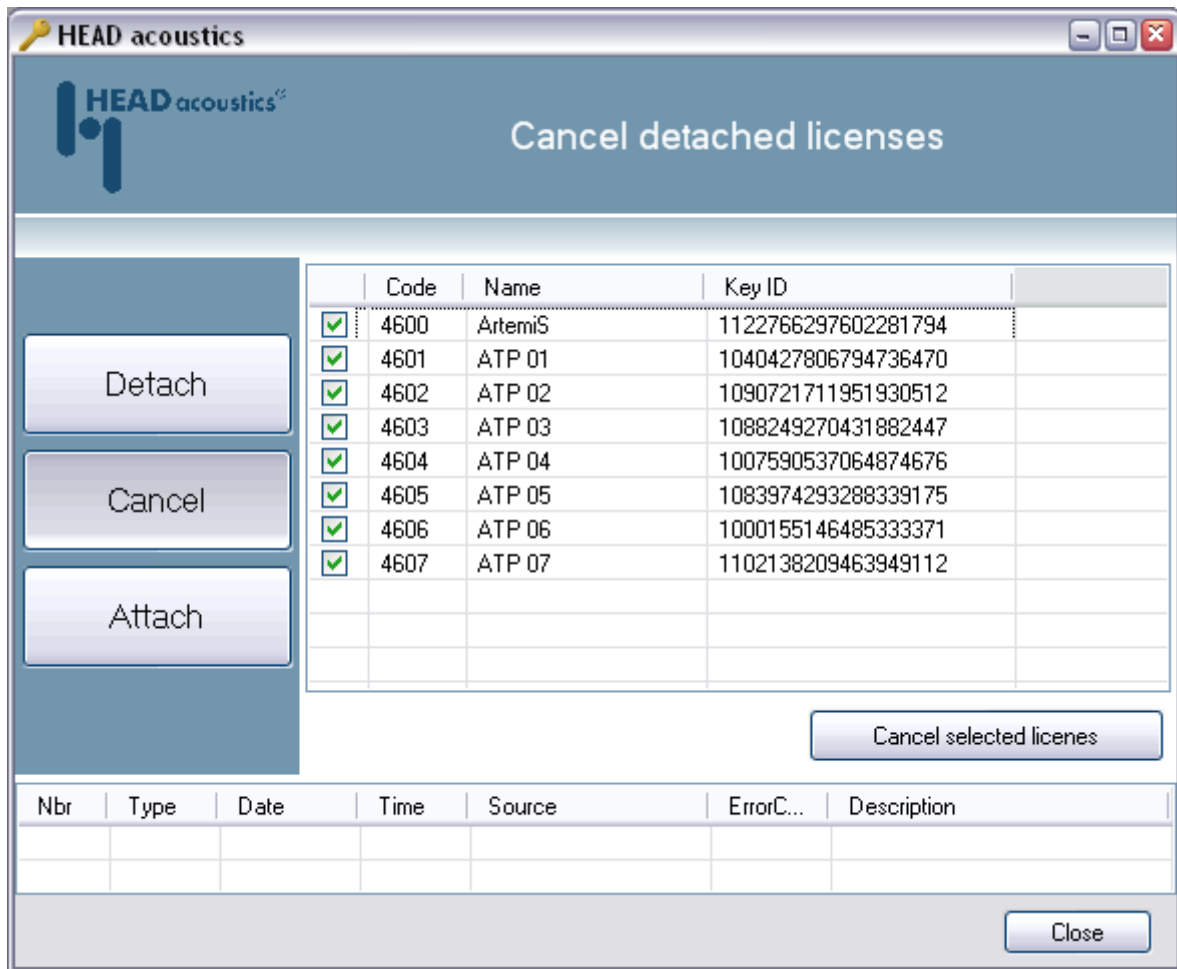 HEAD acoustics
HEAD acoustics®
Cancel detached licenses
Detach
Cancel
Attach
Code Name Key ID
4600 ArtemiS 1122766297602281794
4601 ATP 01 1040427806794736470
4602 ATP 02 1090721711951930512
4603 ATP 03 1088249270431882447
4604 ATP 04 1007590537064874676
4605 ATP 05 1083974293288339175
4606 ATP 06 1000155146485333371
4607 ATP 07 1102138209463949112
Cancel selected licenes
Nbr Type Date Time Source ErrorC... Description
Close